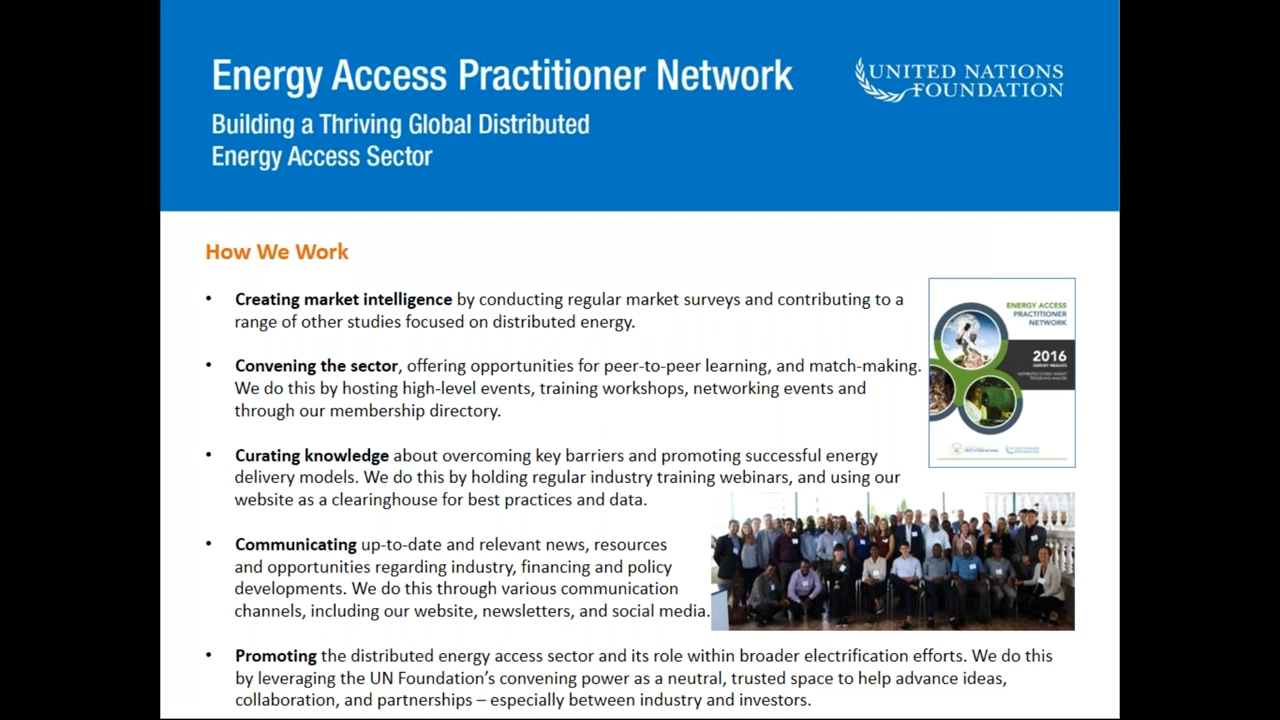 Energy Access Practitioner Network
UNITED NATIONS
FOUNDATION
Building a Thriving Global Distributed
Energy Access Sector
How We Work
• Creating market intelligence by conducting regular market surveys and contributing to a
range of other studies focused on distributed energy.
• Convening the sector, offering opportunities for peer-to-peer learning, and match-making.
We do this by hosting high-level events, training workshops, networking events and
through our membership directory.
• Curating knowledge about overcoming key barriers and promoting successful energy
delivery models. We do this by holding regular industry training webinars, and using our
website as a clearinghouse for best practices and data.
• Communicating up-to-date and relevant news, resources
and opportunities regarding industry, financing and policy
developments. We do this through various communication
channels, including our website, newsletters, and social media.
• Promoting the distributed energy access sector and its role within broader electrification efforts. We do this
by leveraging the UN Foundation’s convening power as a neutral, trusted space to help advance ideas,
collaboration, and partnerships – especially between industry and investors.
ENERGY ACCESS
PRACTITIONER
NETWORK
2016
SURVEY RESULTS